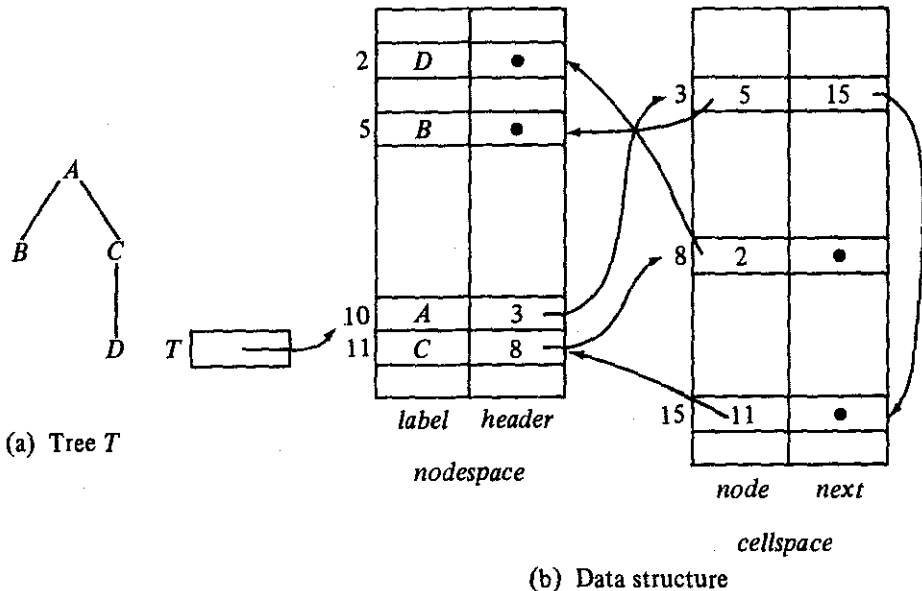 A
B C
D
(a) Tree T
T
2 D •
5 B •
10 A 3
11 C 8
label header
nodespace
3 5 15
8 2 •
15 11 •
node next
cellspace
(b) Data structure